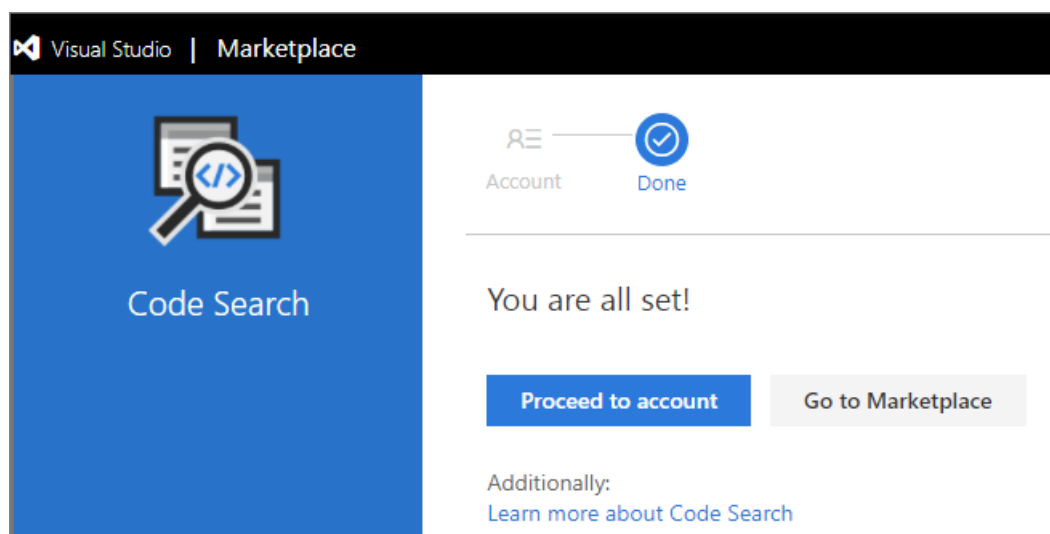 Visual Studio | Marketplace
</>
Code Search
Account
Done
You are all set!
Proceed to account
Go to Marketplace
Additionally:
Learn more about Code Search